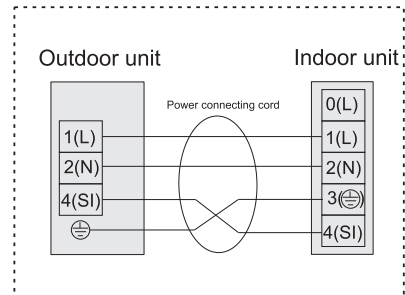 Outdoor unit
Indoor unit
Power connecting cord
1(L)
2(N)
4(SI)
⏚
0(L)
1(L)
2(N)
3(⏚)
4(SI)